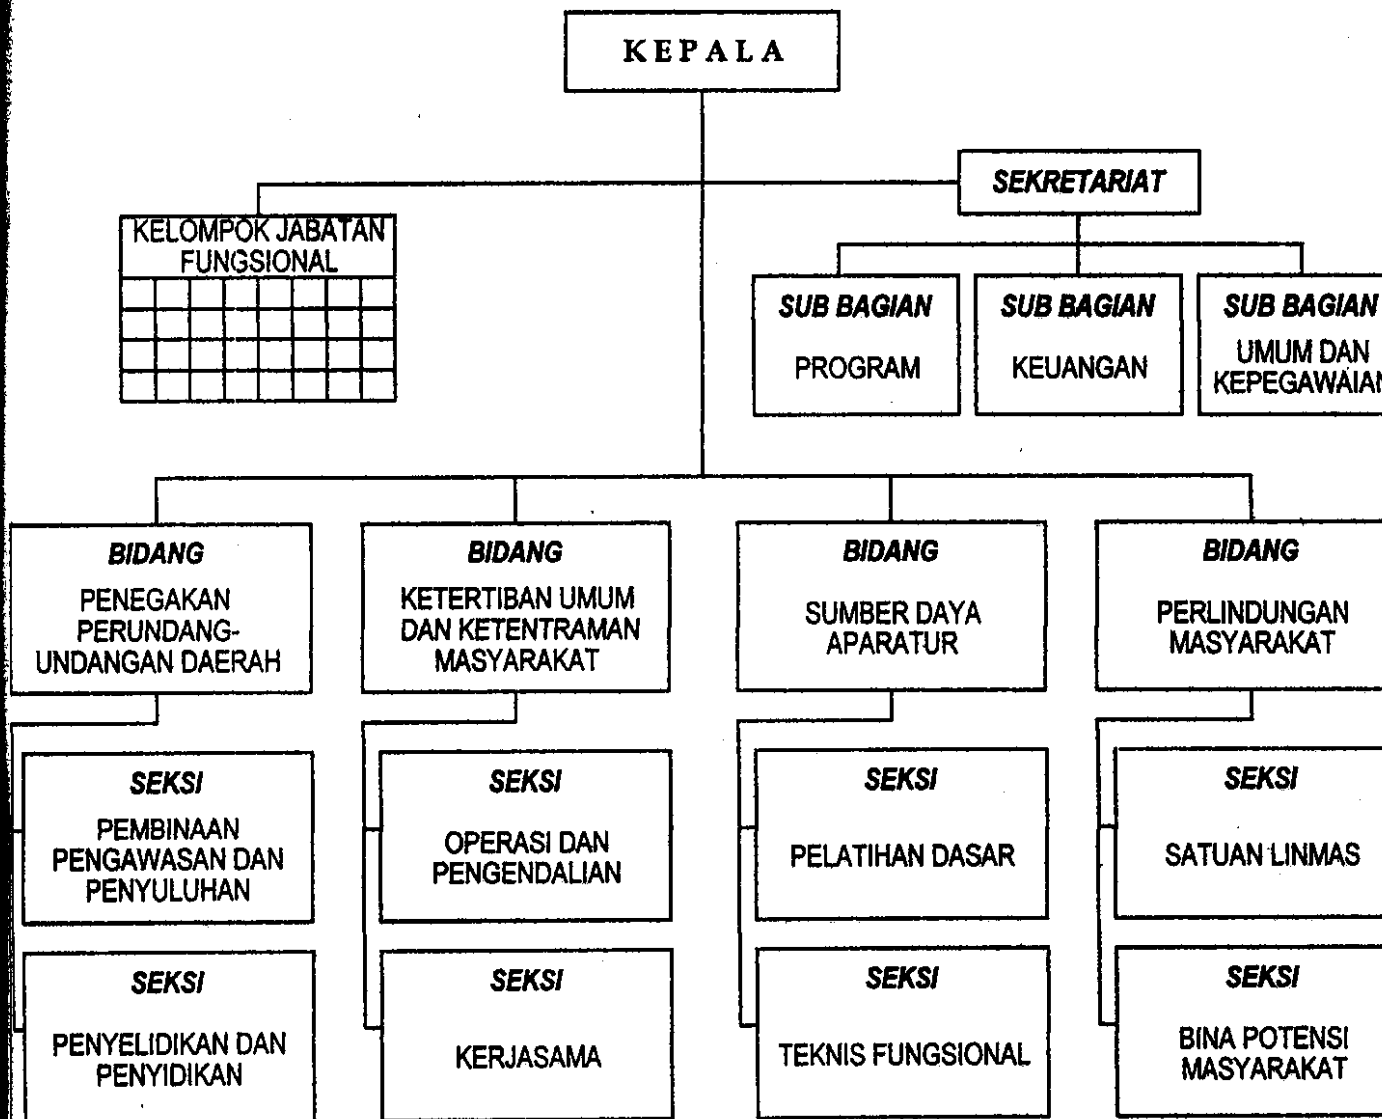 KEPALA
SEKRETARIAT
KELOMPOK JABATAN
FUNGSIONAL
SUB BAGIAN
PROGRAM
SUB BAGIAN
KEUANGAN
SUB BAGIAN
UMUM DAN
KEPEGAWAIAN
BIDANG
PENEGAKAN
PERUNDANG-
UNDANGAN DAERAH
BIDANG
KETERTIBAN UMUM
DAN KETENTRAMAN
MASYARAKAT
BIDANG
SUMBER DAYA
APARATUR
BIDANG
PERLINDUNGAN
MASYARAKAT
SEKSI
PEMBINAAN
PENGAWASAN DAN
PENYULUHAN
SEKSI
OPERASI DAN
PENGENDALIAN
SEKSI
PELATIHAN DASAR
SEKSI
SATUAN LINMAS
SEKSI
PENYELIDIKAN DAN
PENYIDIKAN
SEKSI
KERJASAMA
SEKSI
TEKNIS FUNGSIONAL
SEKSI
BINA POTENSI
MASYARAKAT